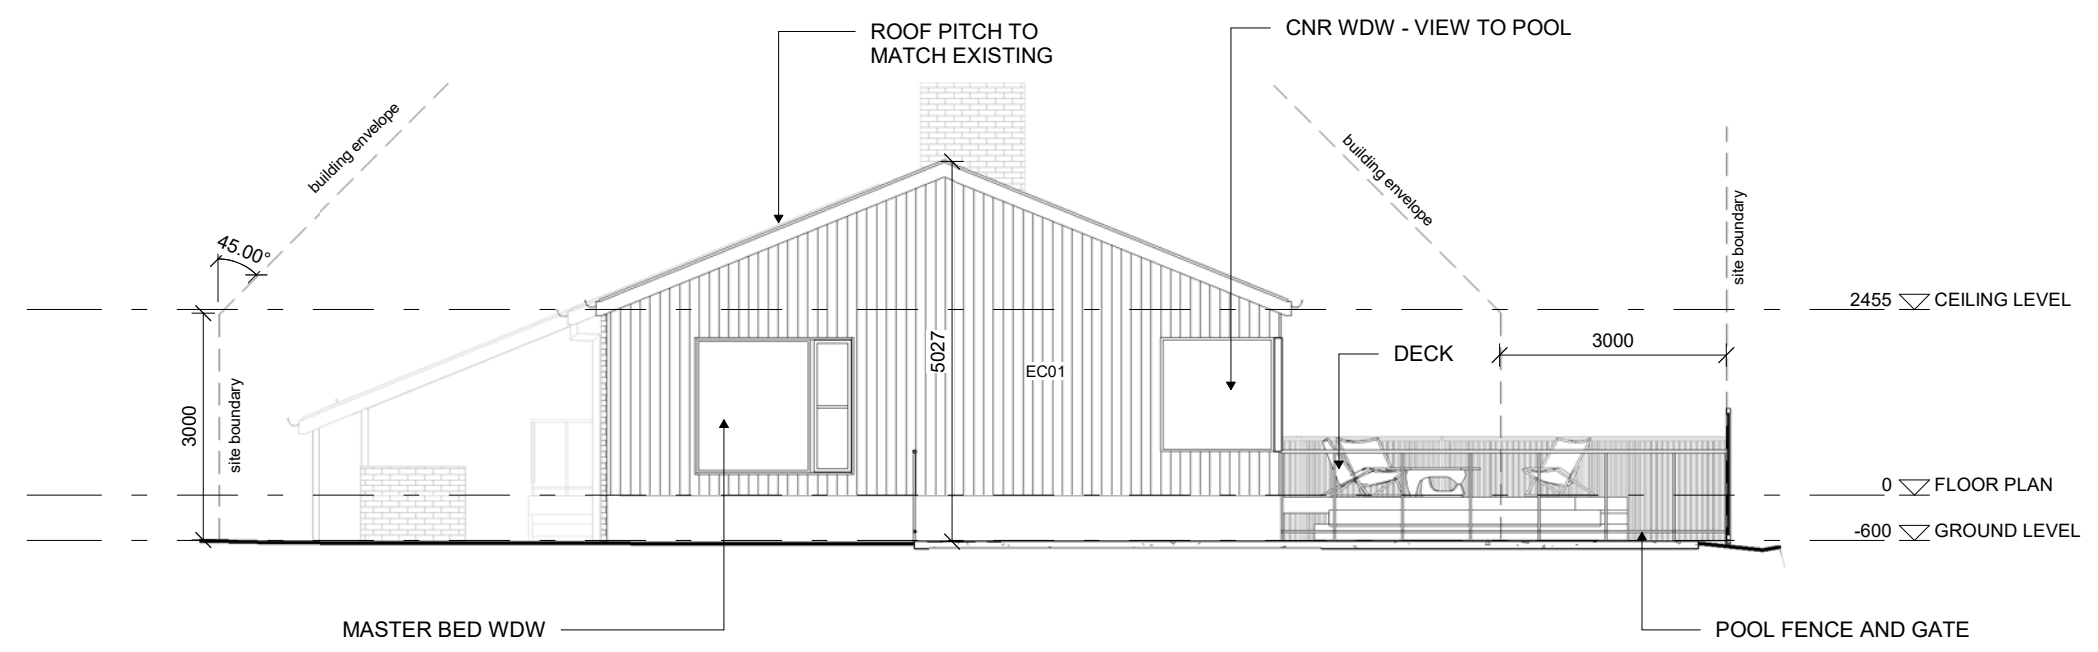 ROOF PITCH TO
MATCH EXISTING
CNR WDW - VIEW TO POOL
building envelope
building envelope
45.00°
site boundary
2455 CEILING LEVEL
3000
5027
EC01
DECK
3000
site boundary
0 FLOOR PLAN
-600 GROUND LEVEL
MASTER BED WDW
POOL FENCE AND GATE